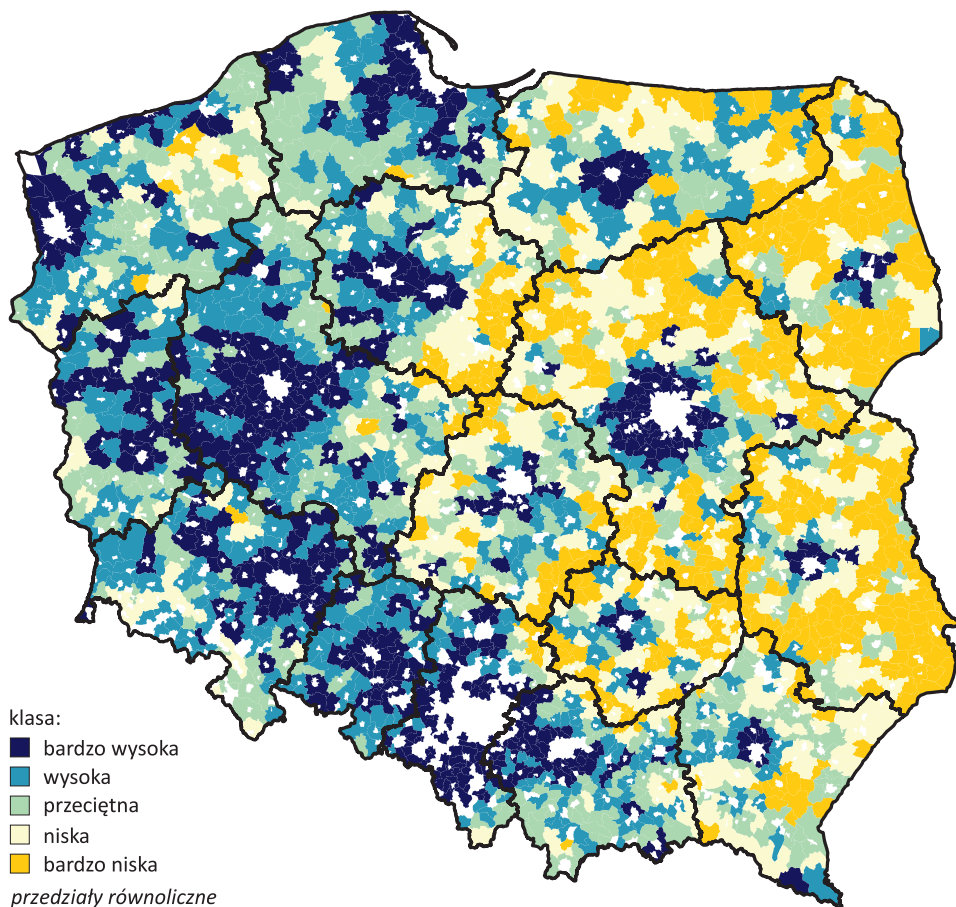 klasa:
bardzo wysoka
wysoka
przeciętna
niska
bardzo niska
przedziały równoliczne